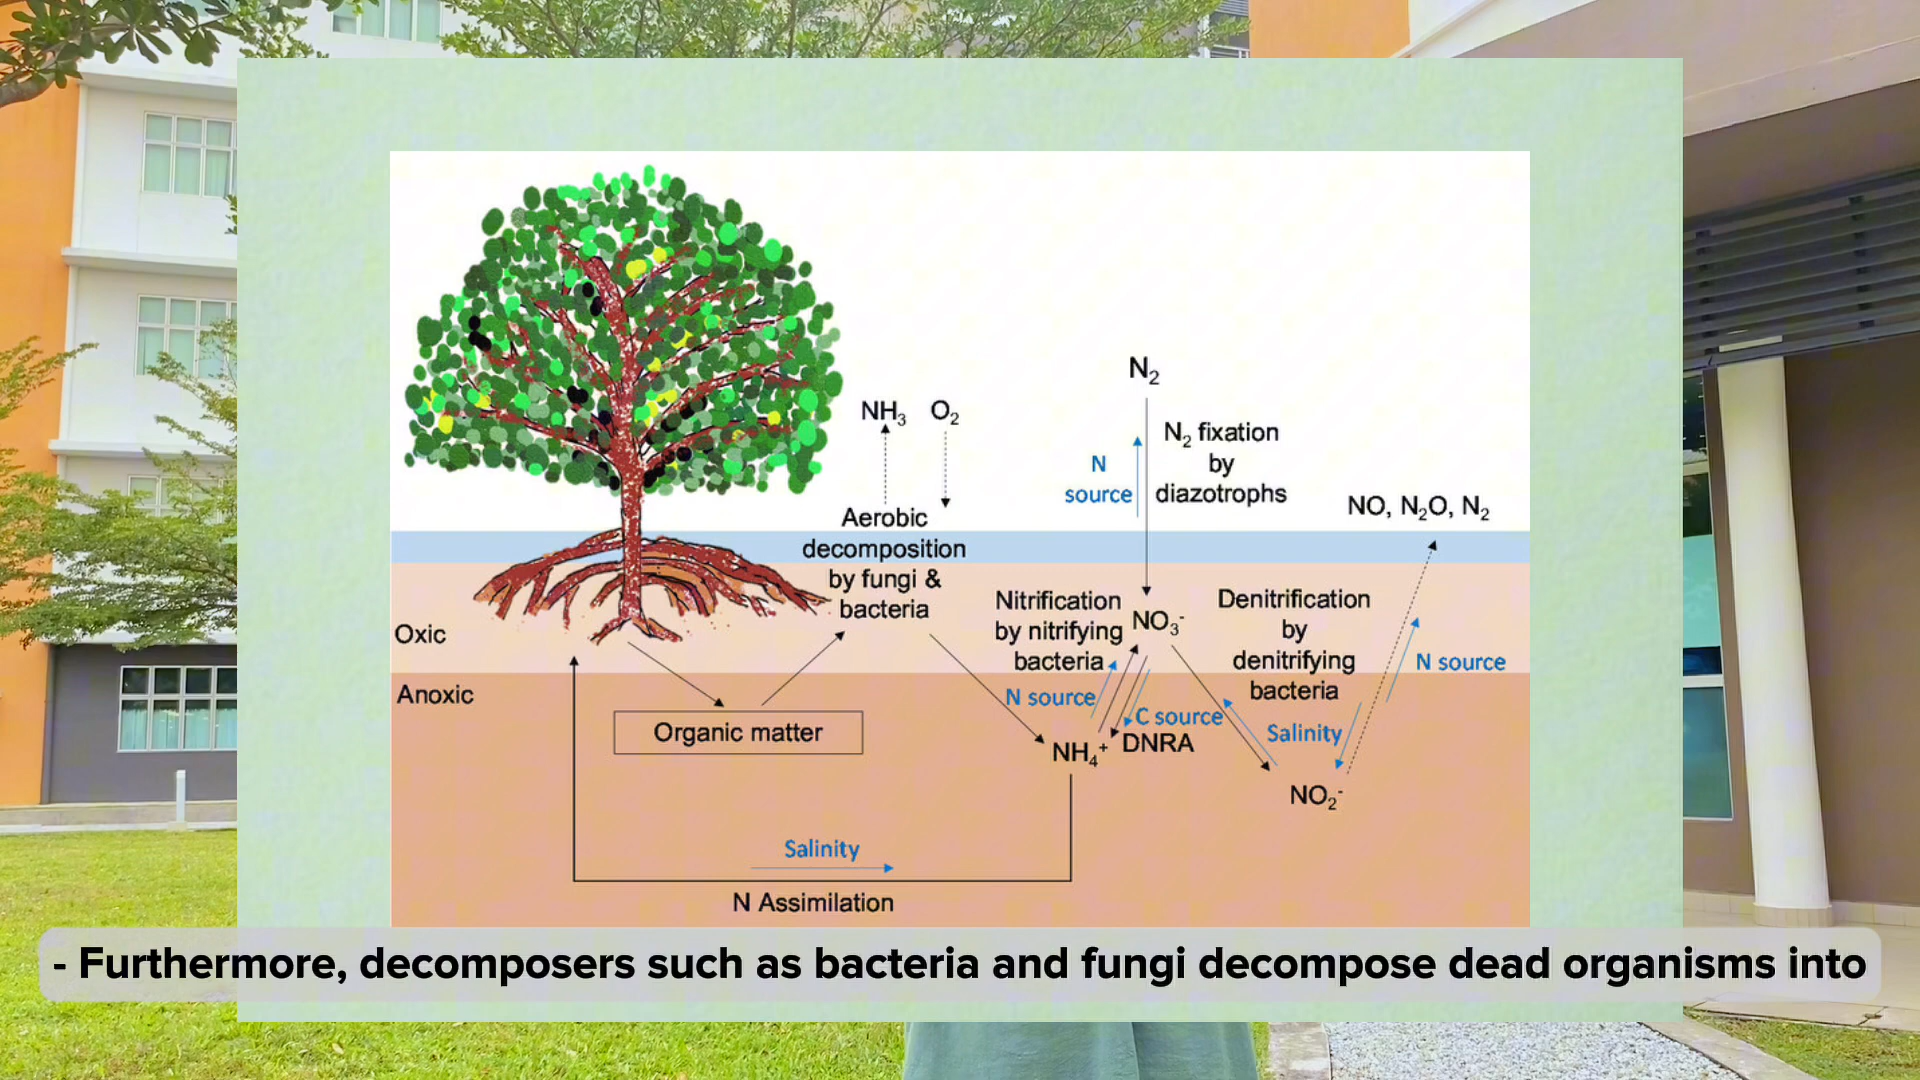 NH₃ O₂
Aerobic
decomposition
by fungi &
bacteria
N₂
N₂ fixation
by
diazotrophs
N
source
NO, N₂O, N₂
Oxic
Anoxic
Organic matter
Nitrification
by nitrifying
bacteria
NO₃⁻
Denitrification
by
denitrifying
bacteria
N source
N source
C source
DNRA
NH₄⁺
Salinity
NO₂⁻
Salinity
N Assimilation
- Furthermore, decomposers such as bacteria and fungi decompose dead organisms into